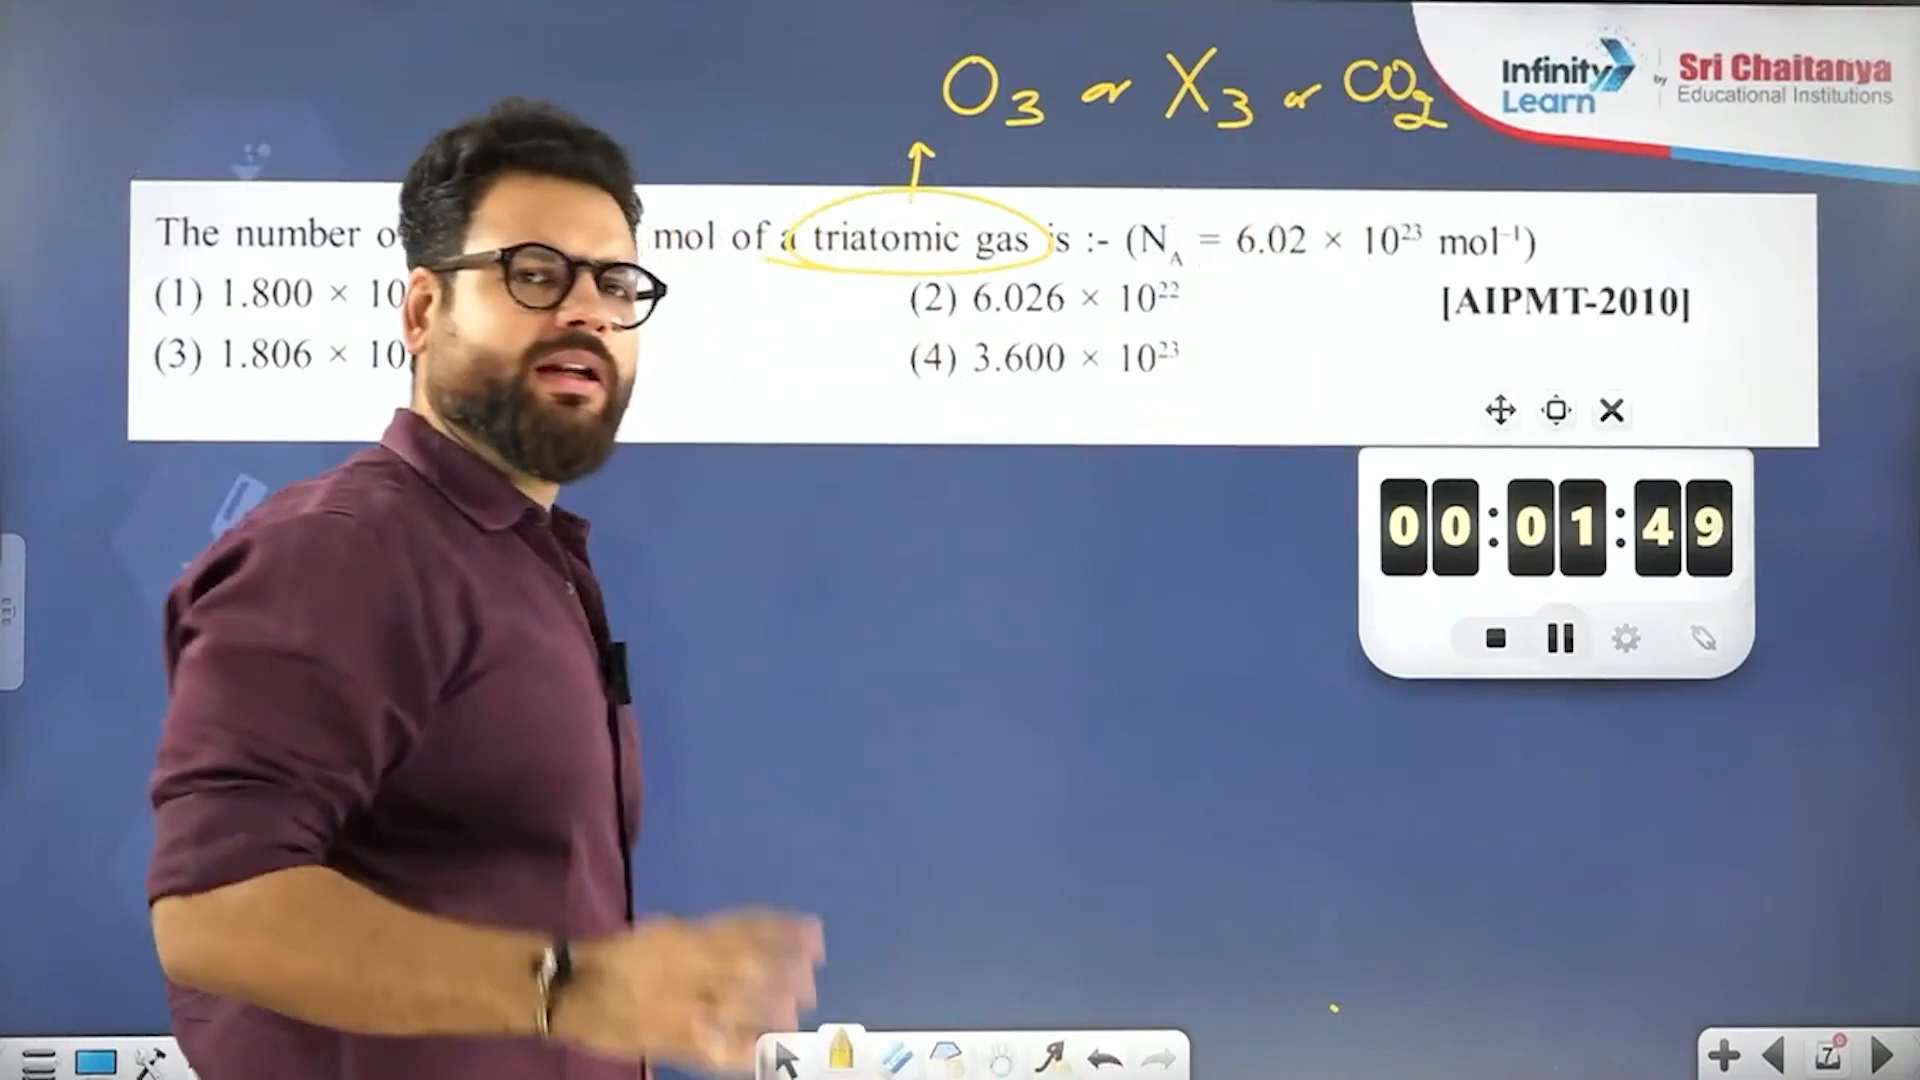 O₃ or X₃ or CO₂
Infinity Learn by Sri Chaitanya Educational Institutions
The number mol of a triatomic gas is :- (N_A = 6.02 × 10²³ mol⁻¹)
(1) 1.800 × 10 (2) 6.026 × 10²² [AIPMT-2010]
(3) 1.806 × 10 (4) 3.600 × 10²³
00:01:49
7